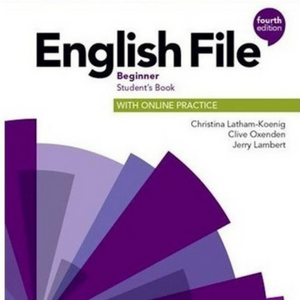 fourth
edition
English File
Beginner
Student's Book
WITH ONLINE PRACTICE
Christina Latham-Koenig
Clive Oxenden
Jerry Lambert